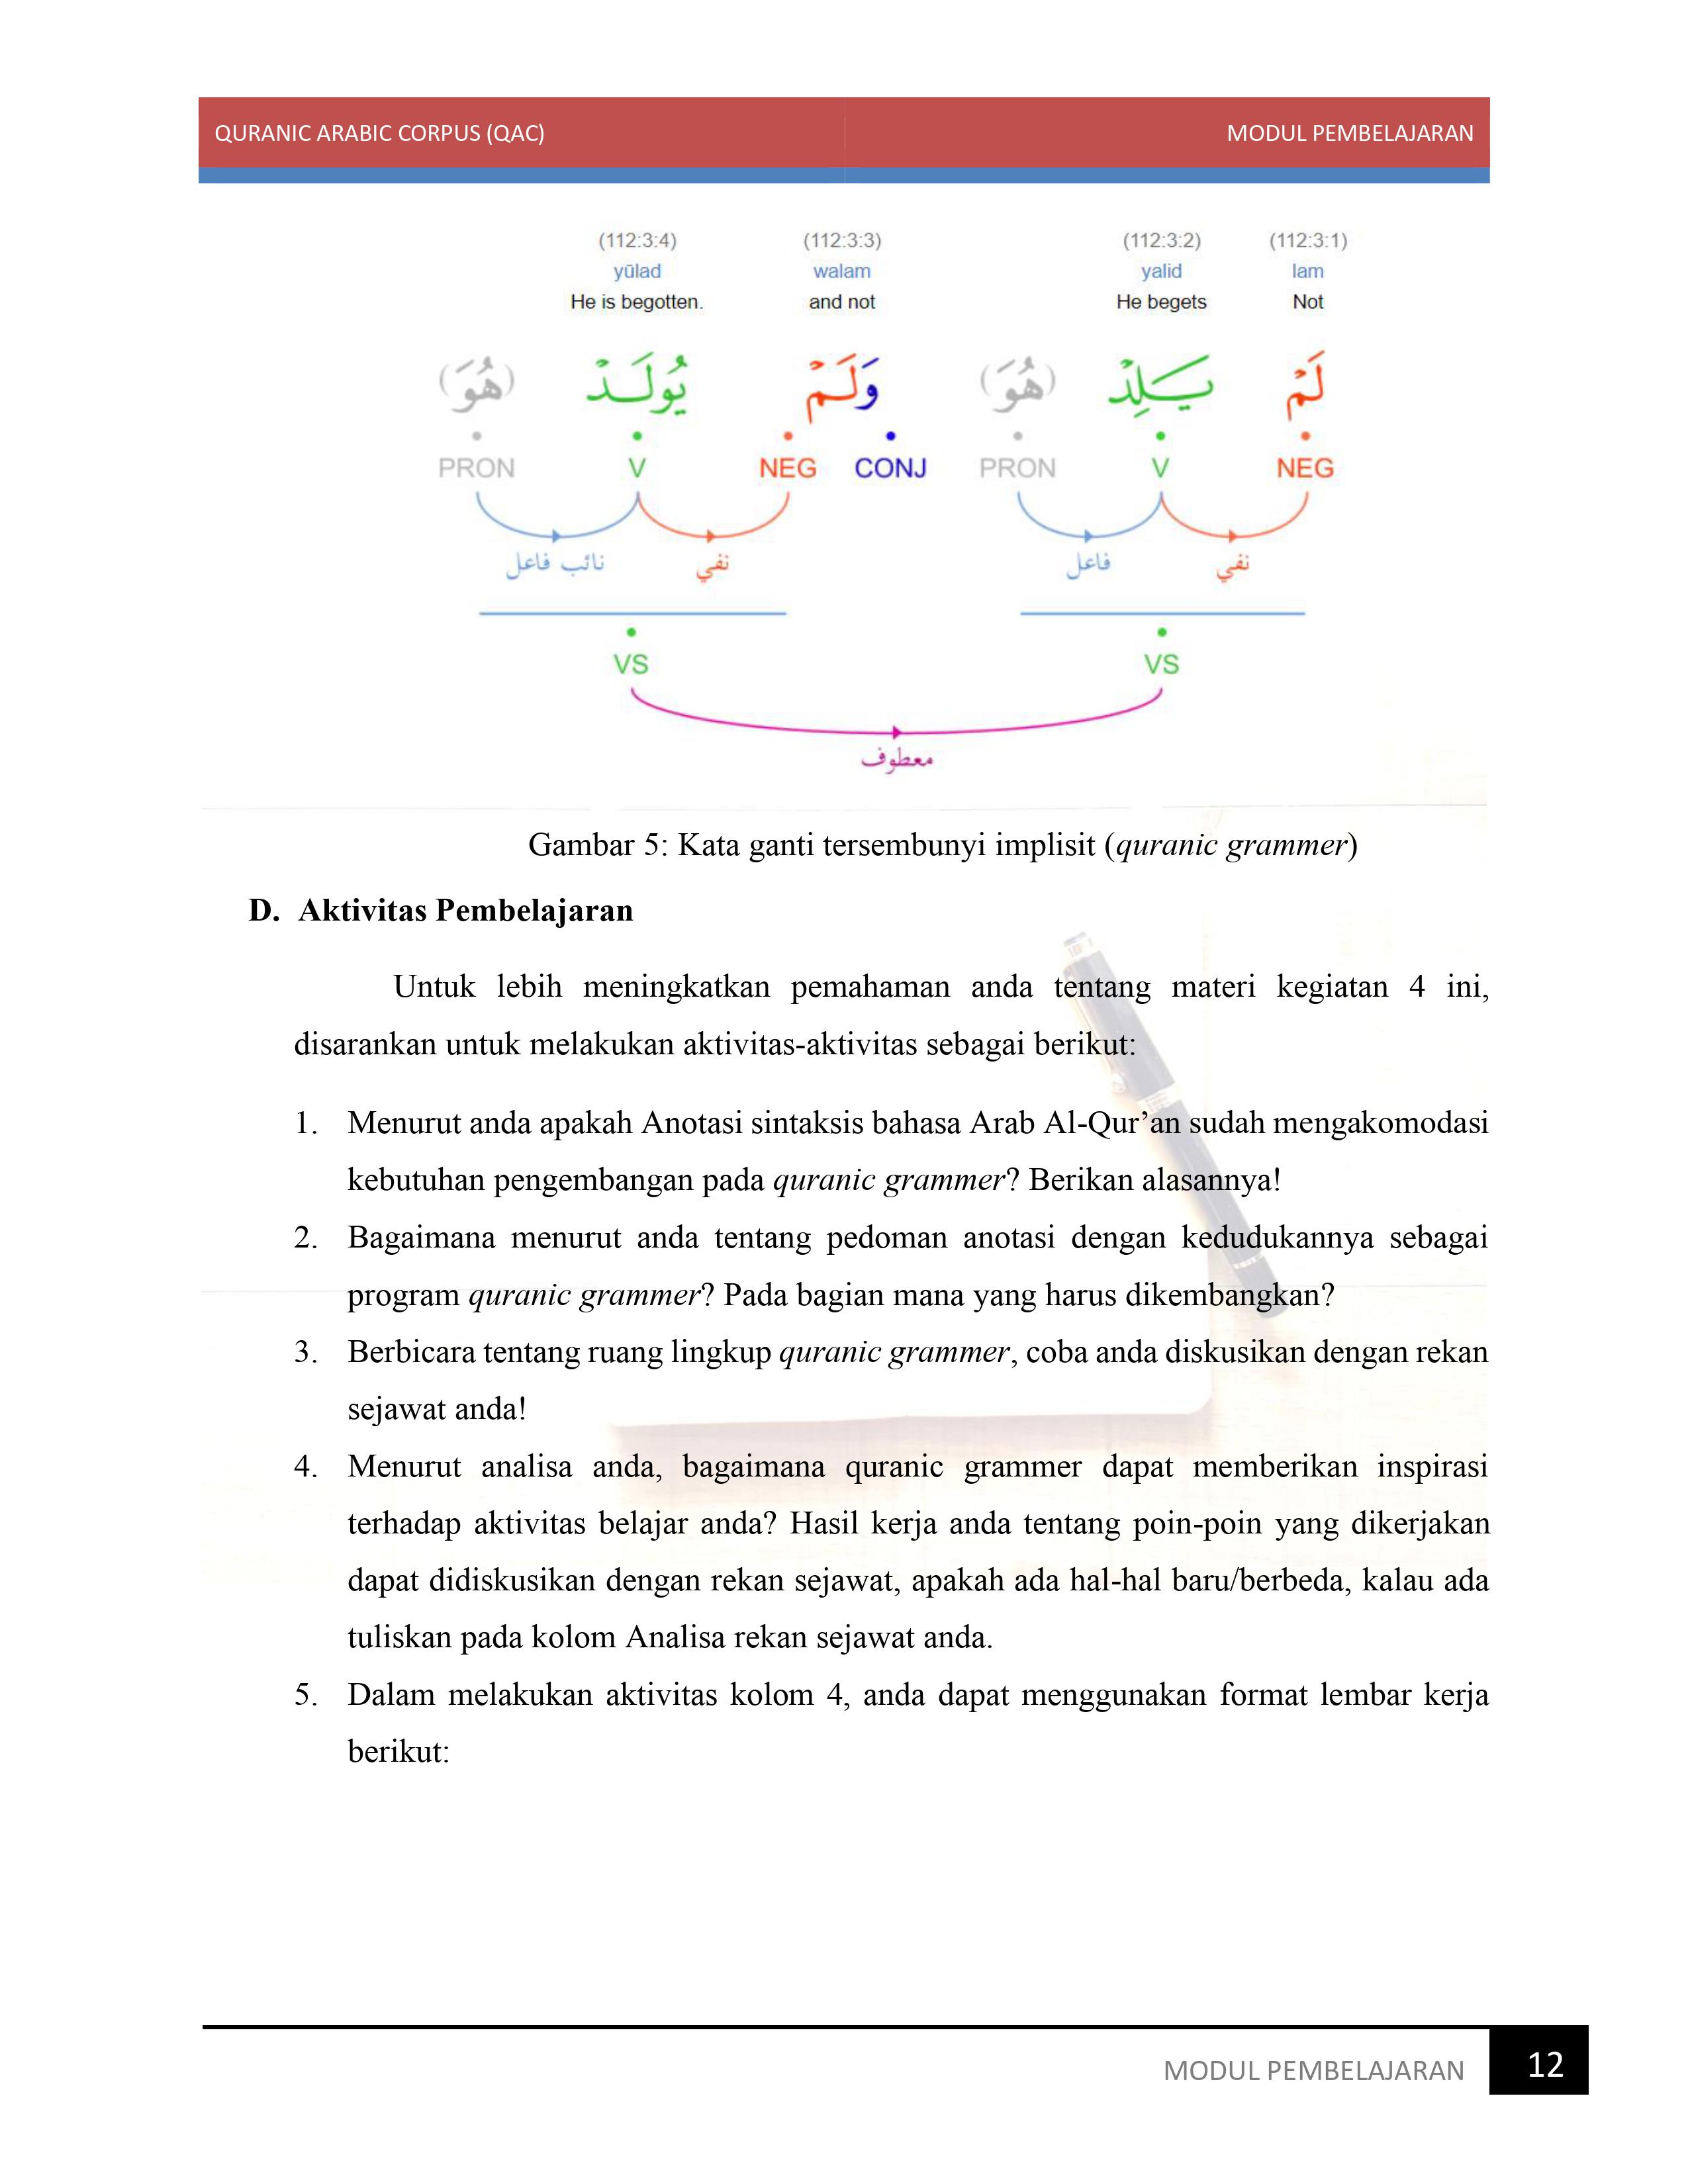 QURANIC ARABIC CORPUS (QAC) MODUL PEMBELAJARAN
(112:3:4) (112:3:3) (112:3:2) (112:3:1)
yūlad walam yalid lam
He is begotten. and not He begets Not
لَمْ يَلِدْ (هُوَ) وَلَمْ يُولَدْ (هُوَ)
PRON V NEG CONJ PRON V NEG
نفي فاعل نفي نائب فاعل
VS VS
معطوف
Gambar 5: Kata ganti tersembunyi implisit (quranic grammer)
D. Aktivitas Pembelajaran
Untuk lebih meningkatkan pemahaman anda tentang materi kegiatan 4 ini,
disarankan untuk melakukan aktivitas-aktivitas sebagai berikut:
1. Menurut anda apakah Anotasi sintaksis bahasa Arab Al-Qur’an sudah mengakomodasi
kebutuhan pengembangan pada quranic grammer? Berikan alasannya!
2. Bagaimana menurut anda tentang pedoman anotasi dengan kedudukannya sebagai
program quranic grammer? Pada bagian mana yang harus dikembangkan?
3. Berbicara tentang ruang lingkup quranic grammer, coba anda diskusikan dengan rekan
sejawat anda!
4. Menurut analisa anda, bagaimana quranic grammer dapat memberikan inspirasi
terhadap aktivitas belajar anda? Hasil kerja anda tentang poin-poin yang dikerjakan
dapat didiskusikan dengan rekan sejawat, apakah ada hal-hal baru/berbeda, kalau ada
tuliskan pada kolom Analisa rekan sejawat anda.
5. Dalam melakukan aktivitas kolom 4, anda dapat menggunakan format lembar kerja
berikut:
MODUL PEMBELAJARAN 12